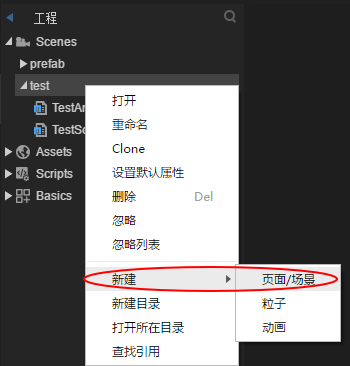 工程
Scenes
prefab
test
打开
TestAn
重命名
TestSc
Clone
Assets
设置默认属性
Scripts
删除 Del
Basics
忽略
忽略列表
新建
页面/场景
新建目录
粒子
打开所在目录
动画
查找引用